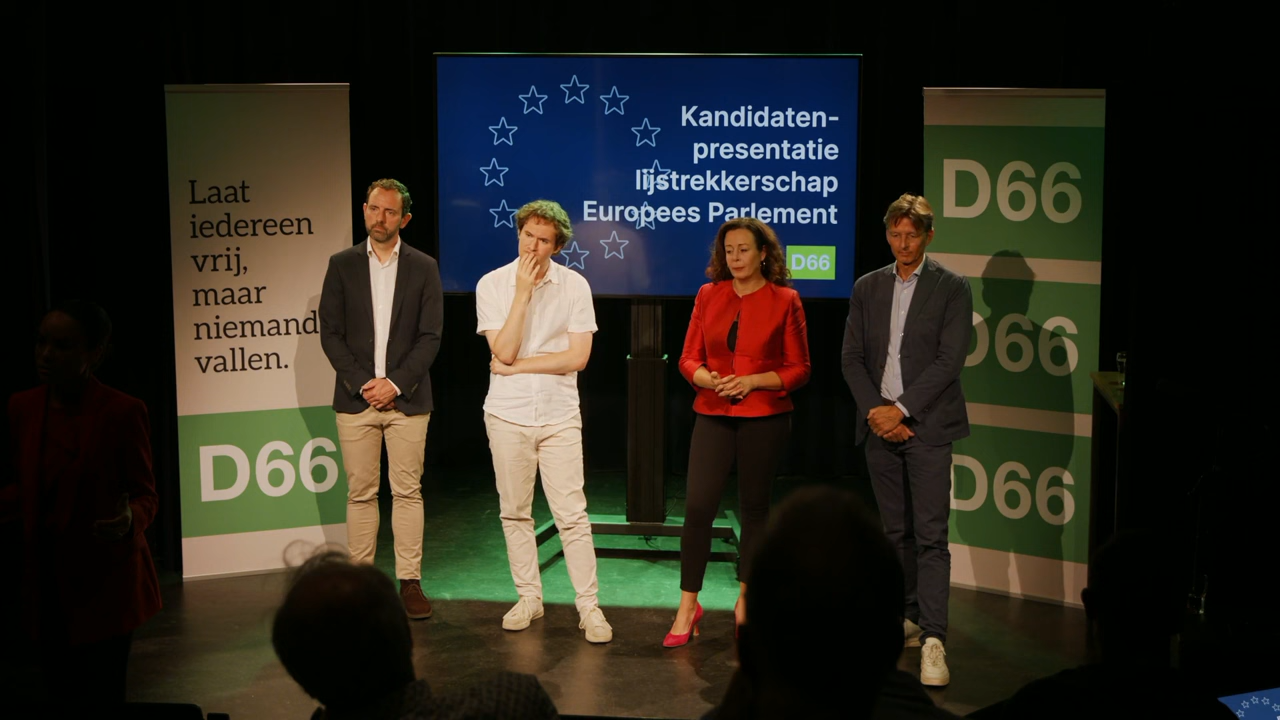 Laat
iedereen
vrij,
maar
niemand
vallen.
D66
Kandidaten-
presentatie
lijstrekkerschap
Europees Parlement
D66
D66
D66
D66